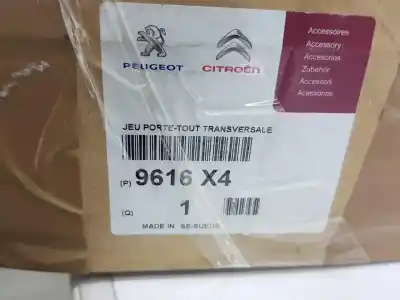 Accessoires
Accessory
Accesorios
Zubehör
Accessori
Acessórios
PEUGEOT CITROËN
JEU PORTE-TOUT TRANSVERSALE
(P) 9616 X4
(Q) 1
MADE IN SE-SUEDE